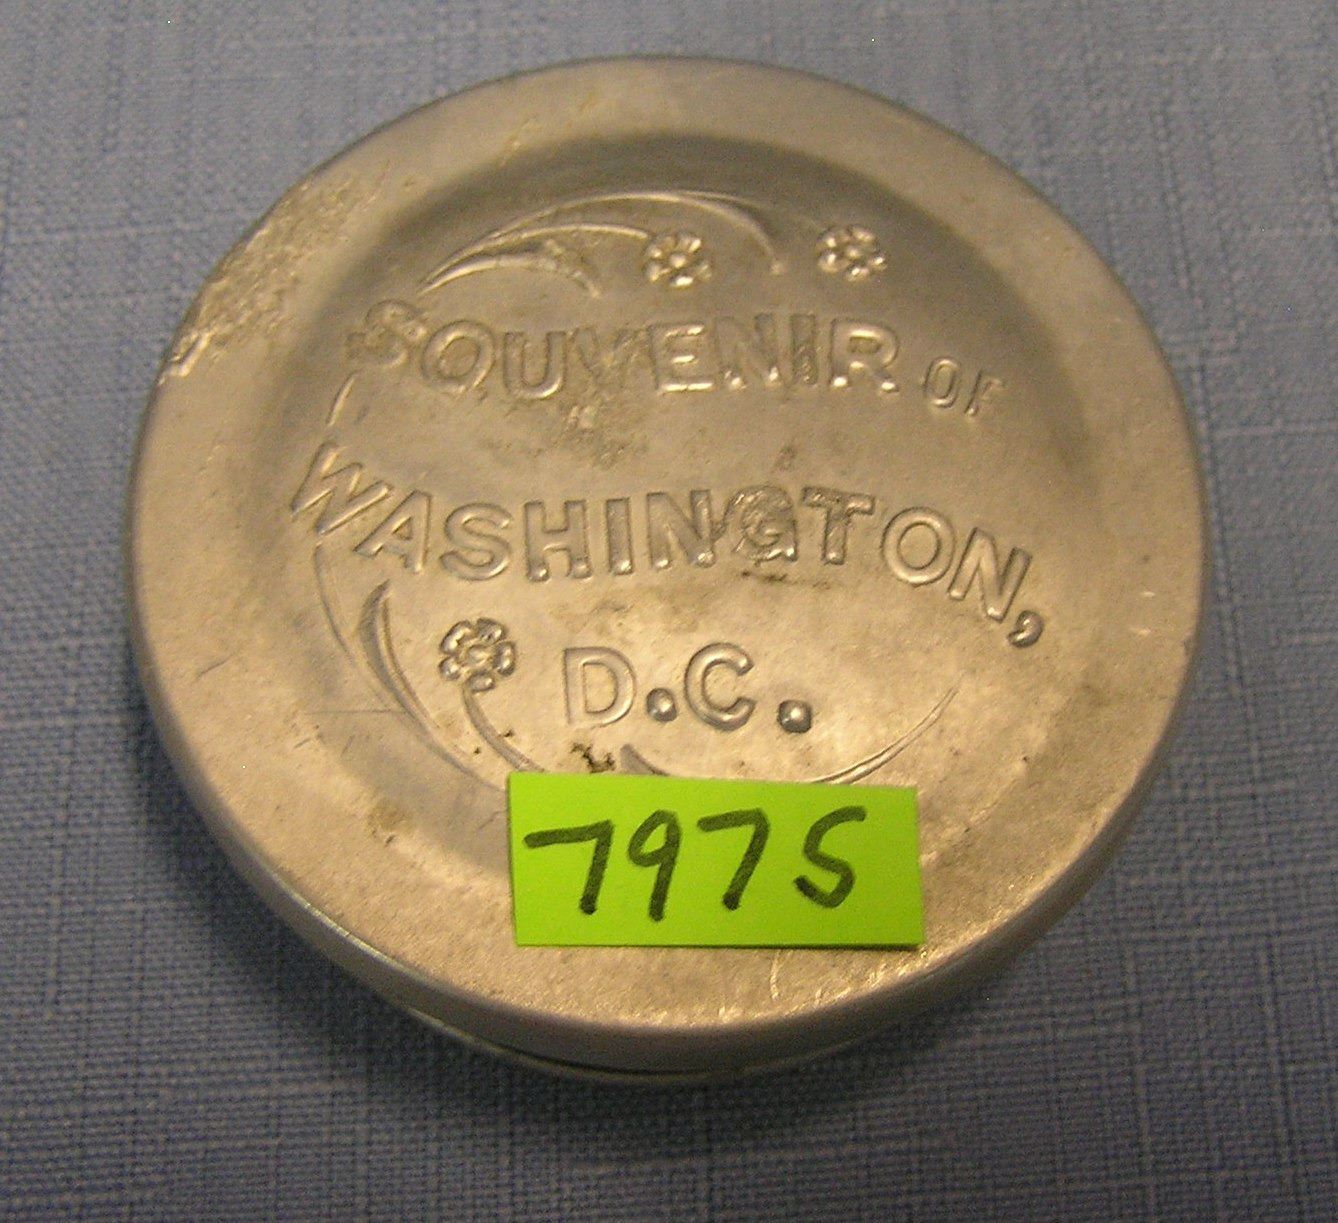 SOUVENIR OF
WASHINGTON,
D.C.
7975